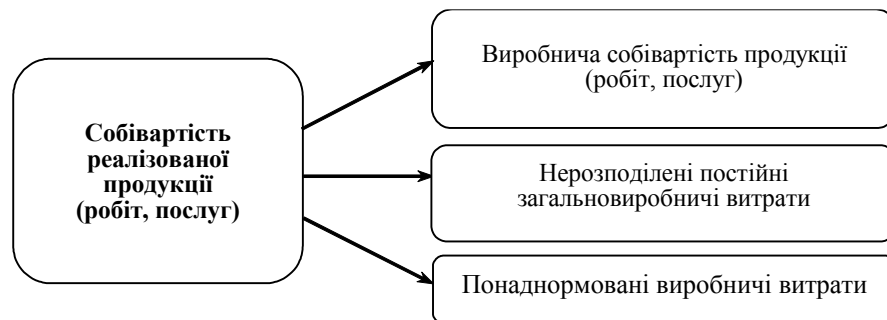 Собівартість
реалізованої
продукції
(робіт, послуг)
Виробнича собівартість продукції
(робіт, послуг)
Нерозподілені постійні
загальновиробничі витрати
Понаднормовані виробничі витрати